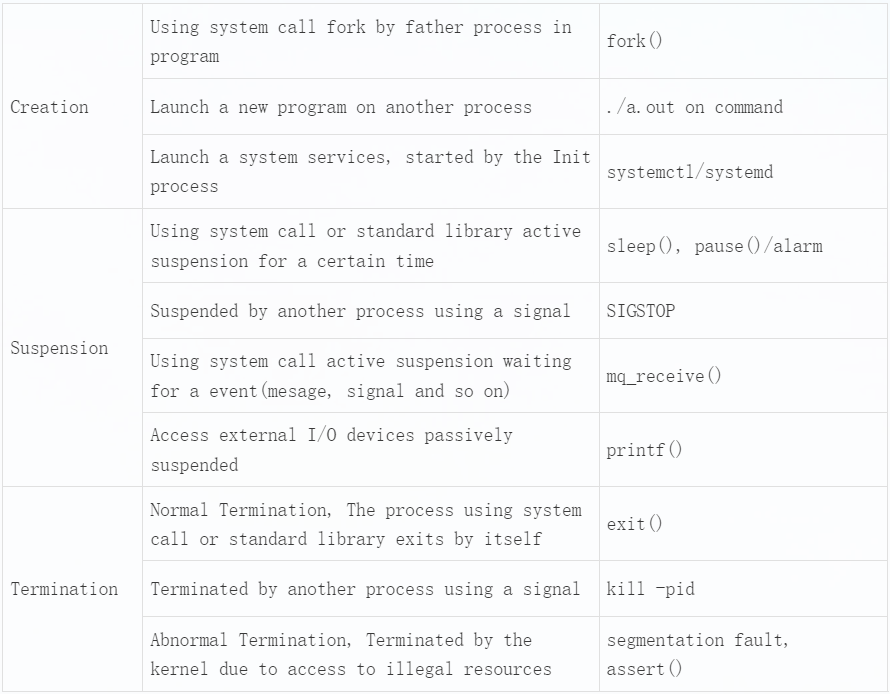 Creation
Using system call fork by father process in
program
fork()
Launch a new program on another process
./a.out on command
Launch a system services, started by the Init
process
systemctl/systemd
Suspension
Using system call or standard library active
suspension for a certain time
sleep(), pause()/alarm
Suspended by another process using a signal
SIGSTOP
Using system call active suspension waiting
for a event(mesage, signal and so on)
mq_receive()
Access external I/O devices passively
suspended
printf()
Termination
Normal Termination, The process using system
call or standard library exits by itself
exit()
Terminated by another process using a signal
kill -pid
Abnormal Termination, Terminated by the
kernel due to access to illegal resources
segmentation fault,
assert()